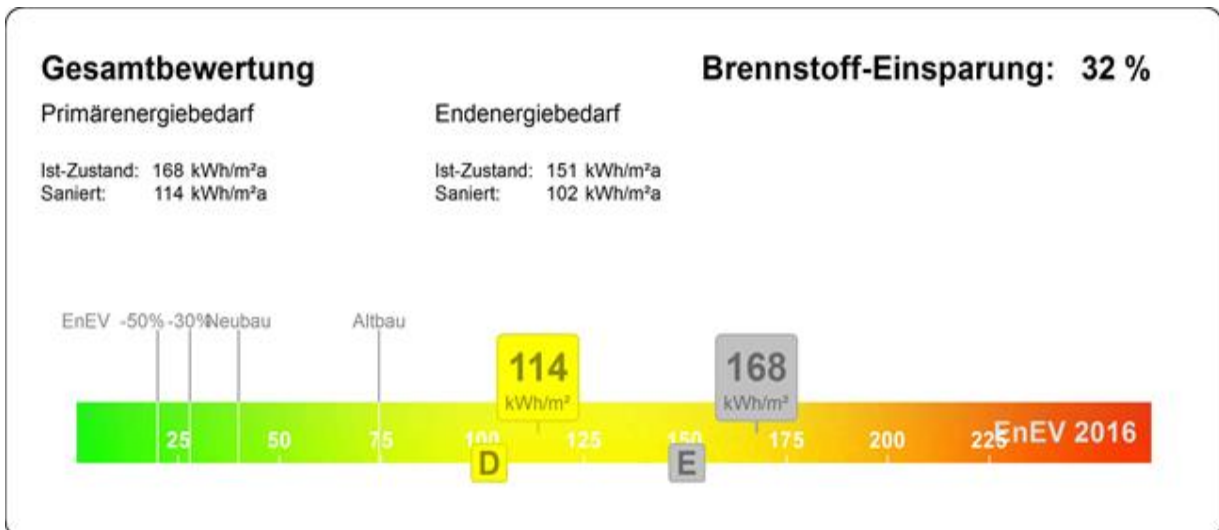 Gesamtbewertung
Brennstoff-Einsparung: 32 %
Primärenergiebedarf
Endenergiebedarf
Ist-Zustand: 168 kWh/m²a
Saniert: 114 kWh/m²a
Ist-Zustand: 151 kWh/m²a
Saniert: 102 kWh/m²a
EnEV -50% -30% Neubau Altbau
114
kWh/m²
168
kWh/m²
25 50 75 100 125 150 175 200 225 EnEV 2016
D E